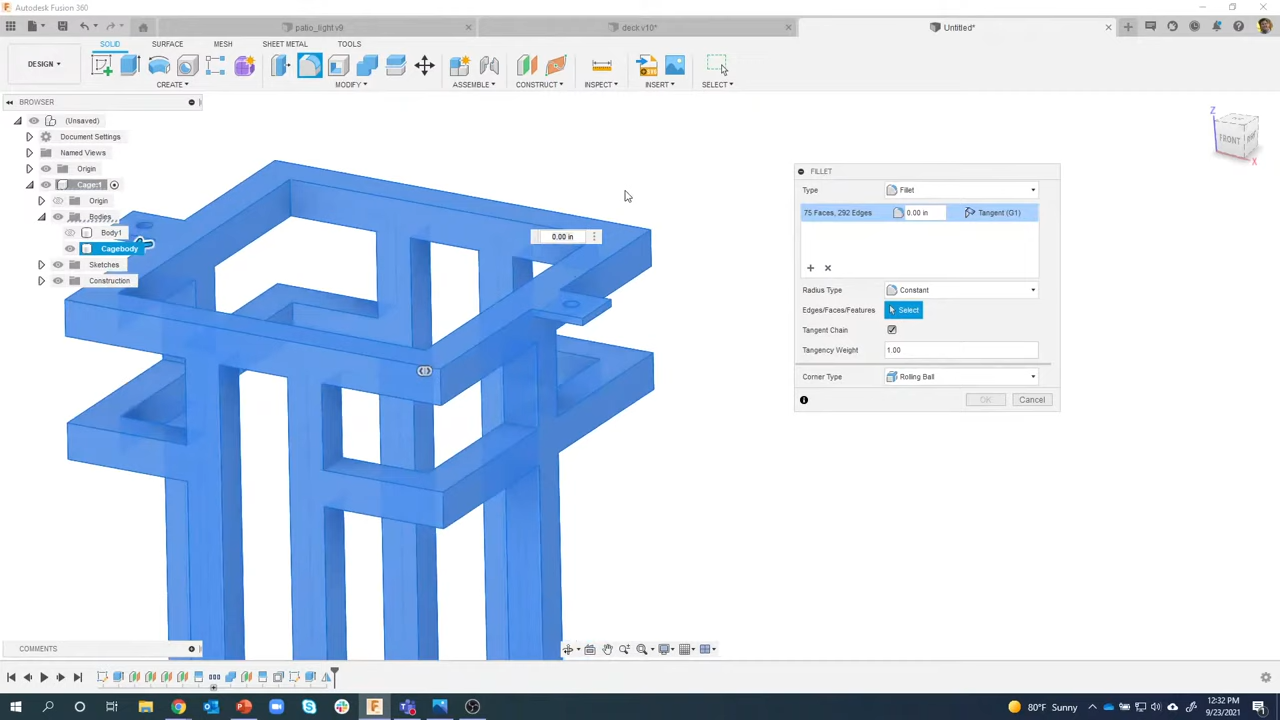 Autodesk Fusion 360
patio_light v9
deck v10*
Untitled*
SOLID SURFACE MESH SHEET METAL TOOLS
DESIGN
CREATE MODIFY ASSEMBLE CONSTRUCT INSPECT INSERT SELECT
BROWSER
(Unsaved)
Document Settings
Named Views
Origin
Cage:1
Origin
Bodies
Body1
Cagebody
Sketches
Construction
0.00 in
Z
FRONT
X
FILLET
Type Fillet
75 Faces, 292 Edges 0.00 in Tangent (G1)
Radius Type Constant
Edges/Faces/Features Select
Tangent Chain
Tangency Weight 1.00
Corner Type Rolling Ball
OK Cancel
COMMENTS
80°F Sunny
12:32 PM
9/23/2021